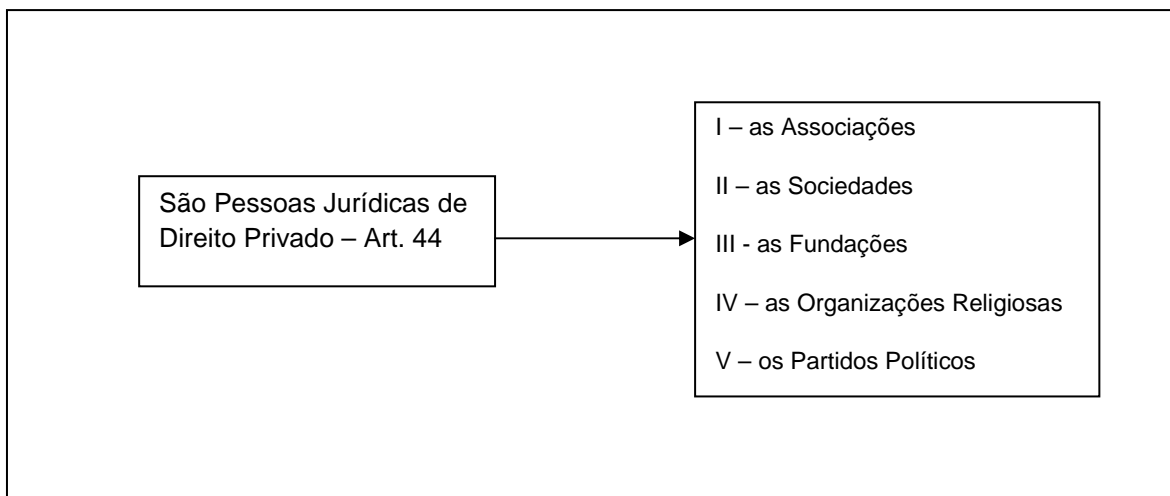 São Pessoas Jurídicas de
Direito Privado – Art. 44
I – as Associações
II – as Sociedades
III - as Fundações
IV – as Organizações Religiosas
V – os Partidos Políticos